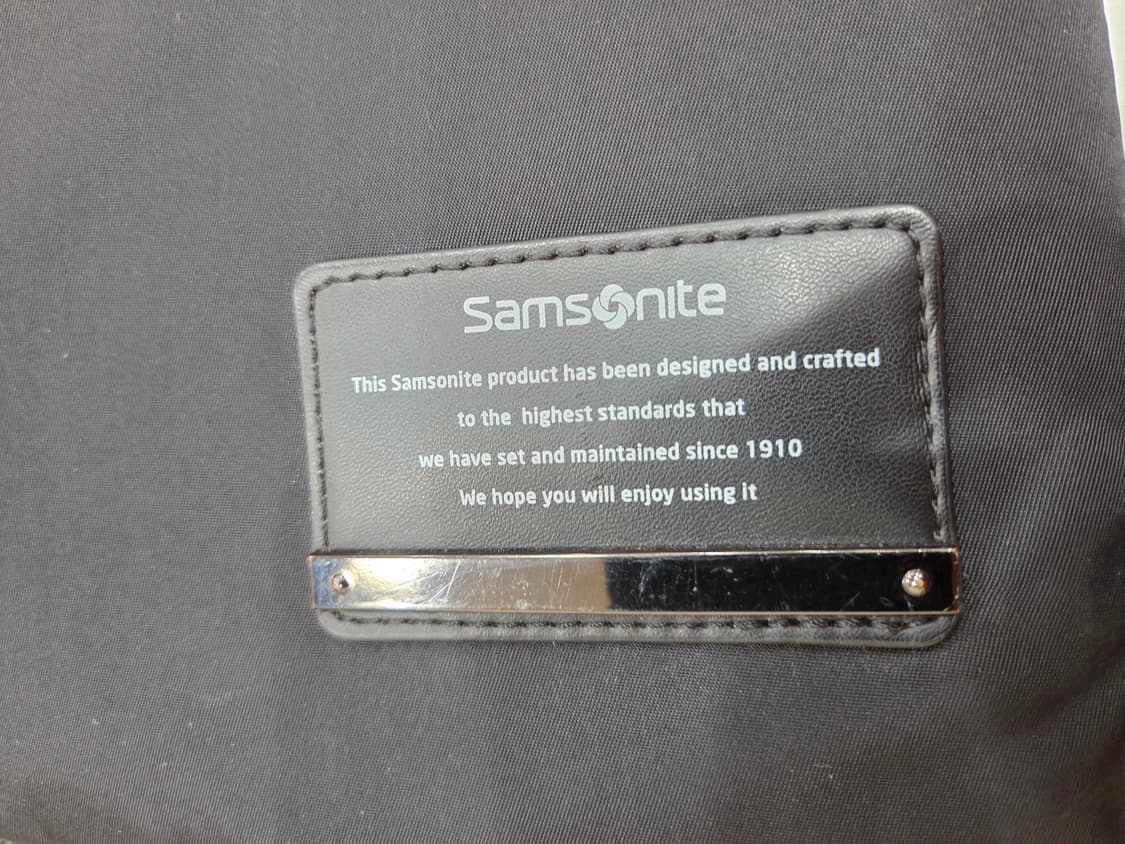 Samsonite
This Samsonite product has been designed and crafted
to the highest standards that
we have set and maintained since 1910
We hope you will enjoy using it